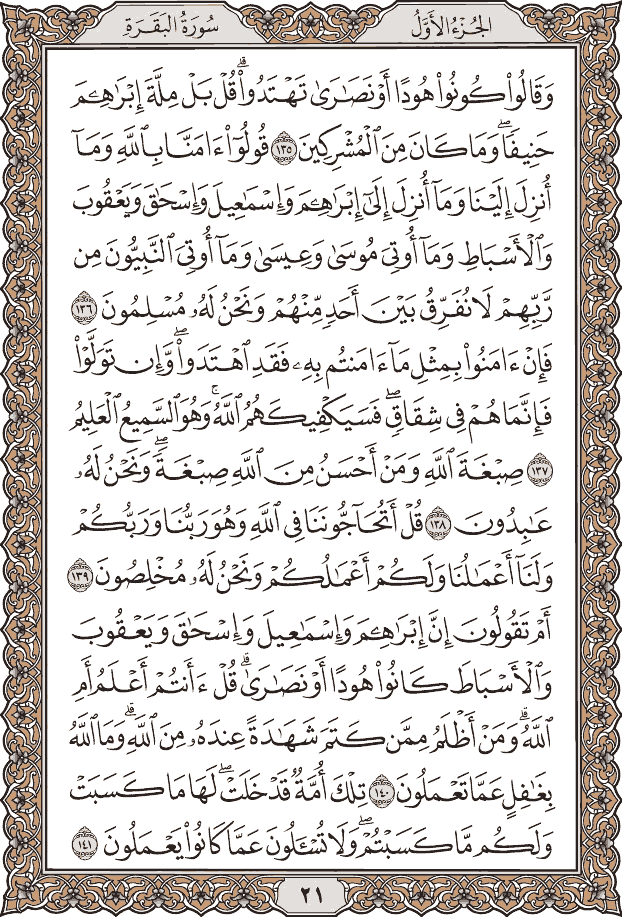 الجُزْءُ الأَوَّلُ
سُورَةُ البَقَرَةِ
وَقَالُوا۟ كُونُوا۟ هُودًا أَوْ نَصَٰرَىٰ تَهْتَدُوا۟ ۗ قُلْ بَلْ مِلَّةَ إِبْرَٰهِـۧمَ
حَنِيفًا ۖ وَمَا كَانَ مِنَ ٱلْمُشْرِكِينَ ١٣٥ قُولُوٓا۟ ءَامَنَّا بِٱللَّهِ وَمَآ
أُنزِلَ إِلَيْنَا وَمَآ أُنزِلَ إِلَىٰٓ إِبْرَٰهِـۧمَ وَإِسْمَٰعِيلَ وَإِسْحَٰقَ وَيَعْقُوبَ
وَٱلْأَسْبَاطِ وَمَآ أُوتِىَ مُوسَىٰ وَعِيسَىٰ وَمَآ أُوتِىَ ٱلنَّبِيُّونَ مِن
رَّبِّهِمْ لَا نُفَرِّقُ بَيْنَ أَحَدٍ مِّنْهُمْ وَنَحْنُ لَهُۥ مُسْلِمُونَ ١٣٦
فَإِنْ ءَامَنُوا۟ بِمِثْلِ مَآ ءَامَنتُم بِهِۦ فَقَدِ ٱهْتَدَوا۟ ۖ وَّإِن تَوَلَّوْا۟
فَإِنَّمَا هُمْ فِى شِقَاقٍ ۖ فَسَيَكْفِيكَهُمُ ٱللَّهُ ۚ وَهُوَ ٱلسَّمِيعُ ٱلْعَلِيمُ
١٣٧ صِبْغَةَ ٱللَّهِ وَمَنْ أَحْسَنُ مِنَ ٱللَّهِ صِبْغَةً ۖ وَنَحْنُ لَهُۥ
عَٰبِدُونَ ١٣٨ قُلْ أَتُحَآجُّونَنَا فِى ٱللَّهِ وَهُوَ رَبُّنَا وَرَبُّكُمْ
وَلَنَآ أَعْمَٰلُنَا وَلَكُمْ أَعْمَٰلُكُمْ وَنَحْنُ لَهُۥ مُخْلِصُونَ ١٣٩
أَمْ تَقُولُونَ إِنَّ إِبْرَٰهِـۧمَ وَإِسْمَٰعِيلَ وَإِسْحَٰقَ وَيَعْقُوبَ
وَٱلْأَسْبَاطَ كَانُوا۟ هُودًا أَوْ نَصَٰرَىٰ ۗ قُلْ ءَأَنتُمْ أَعْلَمُ أَمِ
ٱللَّهُ ۗ وَمَنْ أَظْلَمُ مِمَّن كَتَمَ شَهَٰدَةً عِندَهُۥ مِنَ ٱللَّهِ ۗ وَمَا ٱللَّهُ
بِغَٰفِلٍ عَمَّا تَعْمَلُونَ ١٤٠ تِلْكَ أُمَّةٌ قَدْ خَلَتْ ۖ لَهَا مَا كَسَبَتْ
وَلَكُم مَّا كَسَبْتُمْ ۖ وَلَا تُسْـَٔلُونَ عَمَّا كَانُوا۟ يَعْمَلُونَ ١٤١
٢١